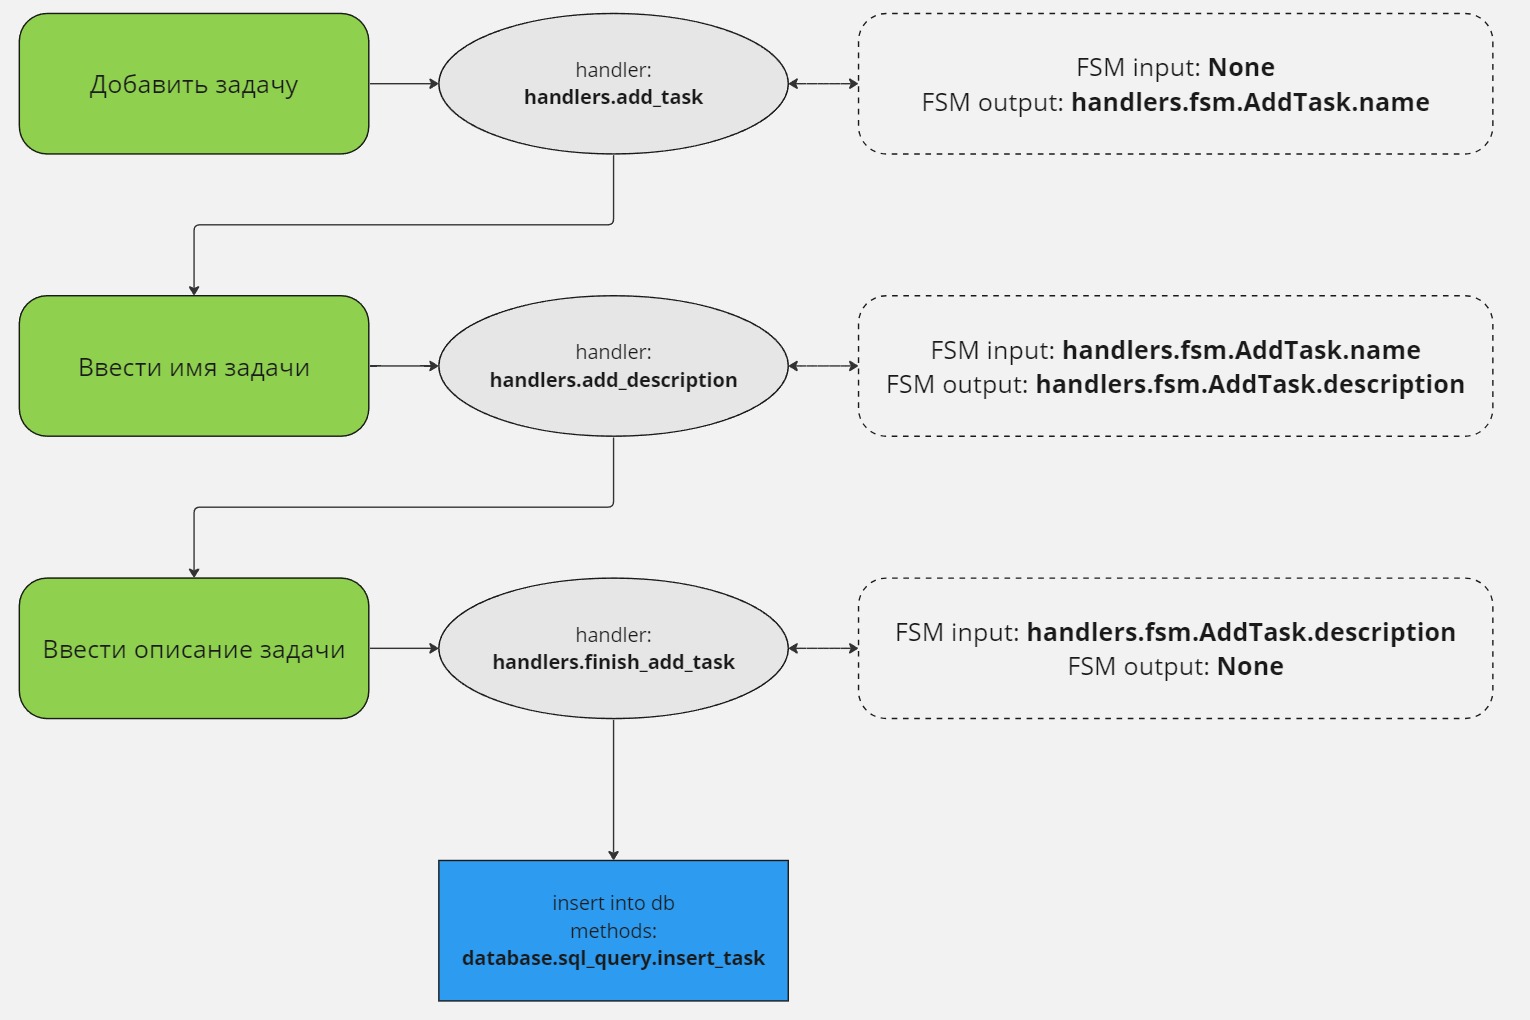 Добавить задачу
handler:
handlers.add_task
FSM input: None
FSM output: handlers.fsm.AddTask.name
Ввести имя задачи
handler:
handlers.add_description
FSM input: handlers.fsm.AddTask.name
FSM output: handlers.fsm.AddTask.description
Ввести описание задачи
handler:
handlers.finish_add_task
FSM input: handlers.fsm.AddTask.description
FSM output: None
insert into db
methods:
database.sql_query.insert_task